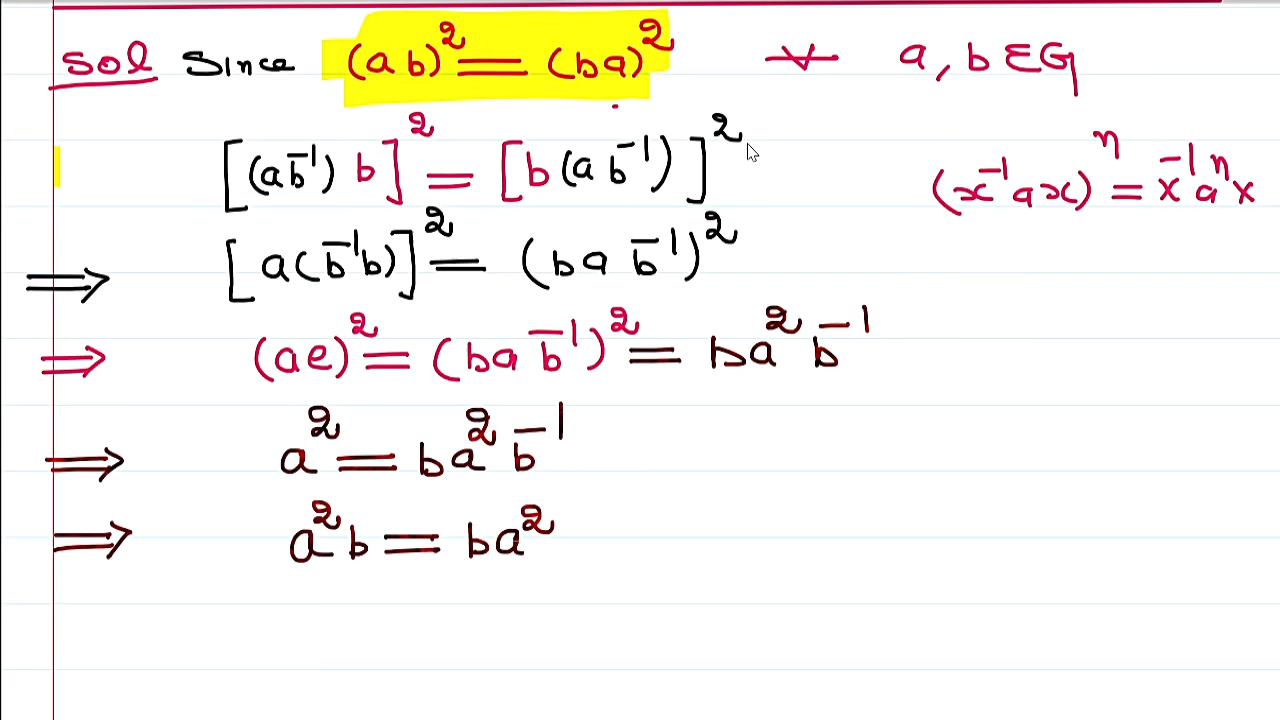 Sol Since (ab)² = (ba)² ∀ a, b ∈ G
[(ab⁻¹) b]² = [b (ab⁻¹)]²
(x⁻¹ax)ⁿ = x⁻¹aⁿx
⇒ [a(b⁻¹b)]² = (bab⁻¹)²
⇒ (ae)² = (bab⁻¹)² = ba²b⁻¹
⇒ a² = ba²b⁻¹
⇒ a²b = ba²